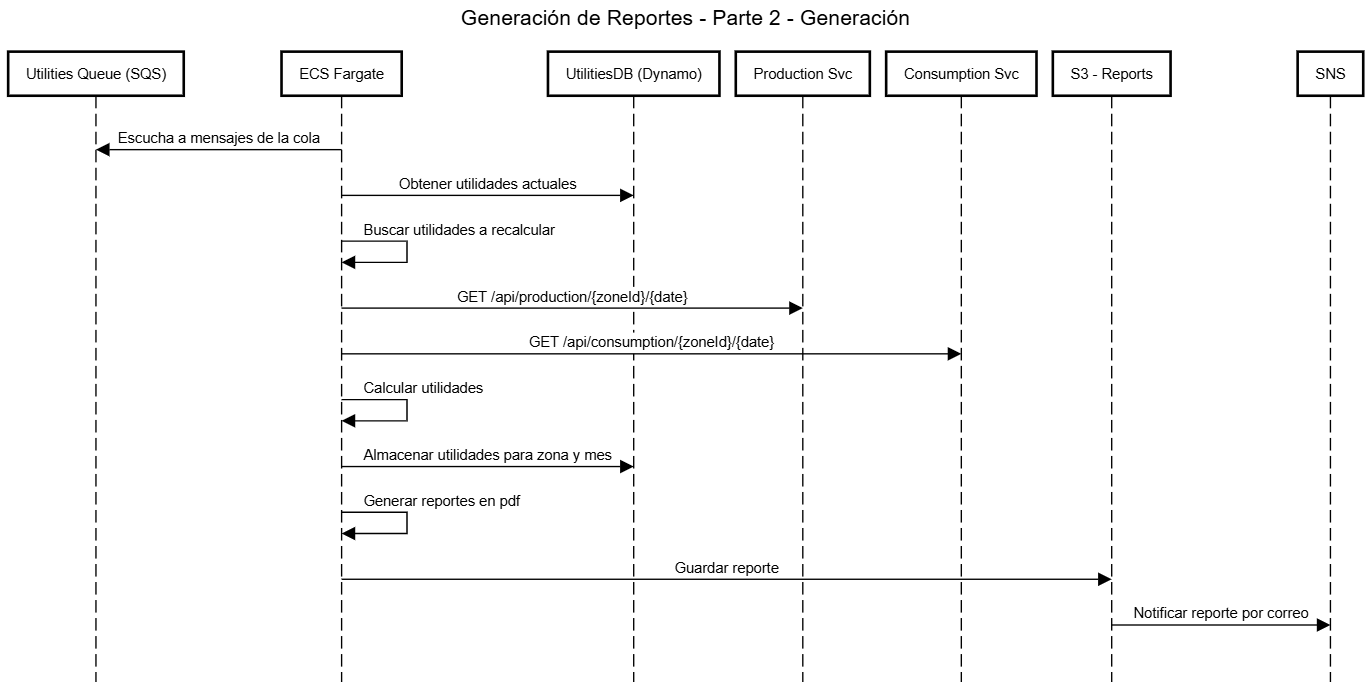 Generación de Reportes - Parte 2 - Generación
Utilities Queue (SQS)
ECS Fargate
UtilitiesDB (Dynamo)
Production Svc
Consumption Svc
S3 - Reports
SNS
Escucha a mensajes de la cola
Obtener utilidades actuales
Buscar utilidades a recalcular
GET /api/production/{zoneId}/{date}
GET /api/consumption/{zoneId}/{date}
Calcular utilidades
Almacenar utilidades para zona y mes
Generar reportes en pdf
Guardar reporte
Notificar reporte por correo